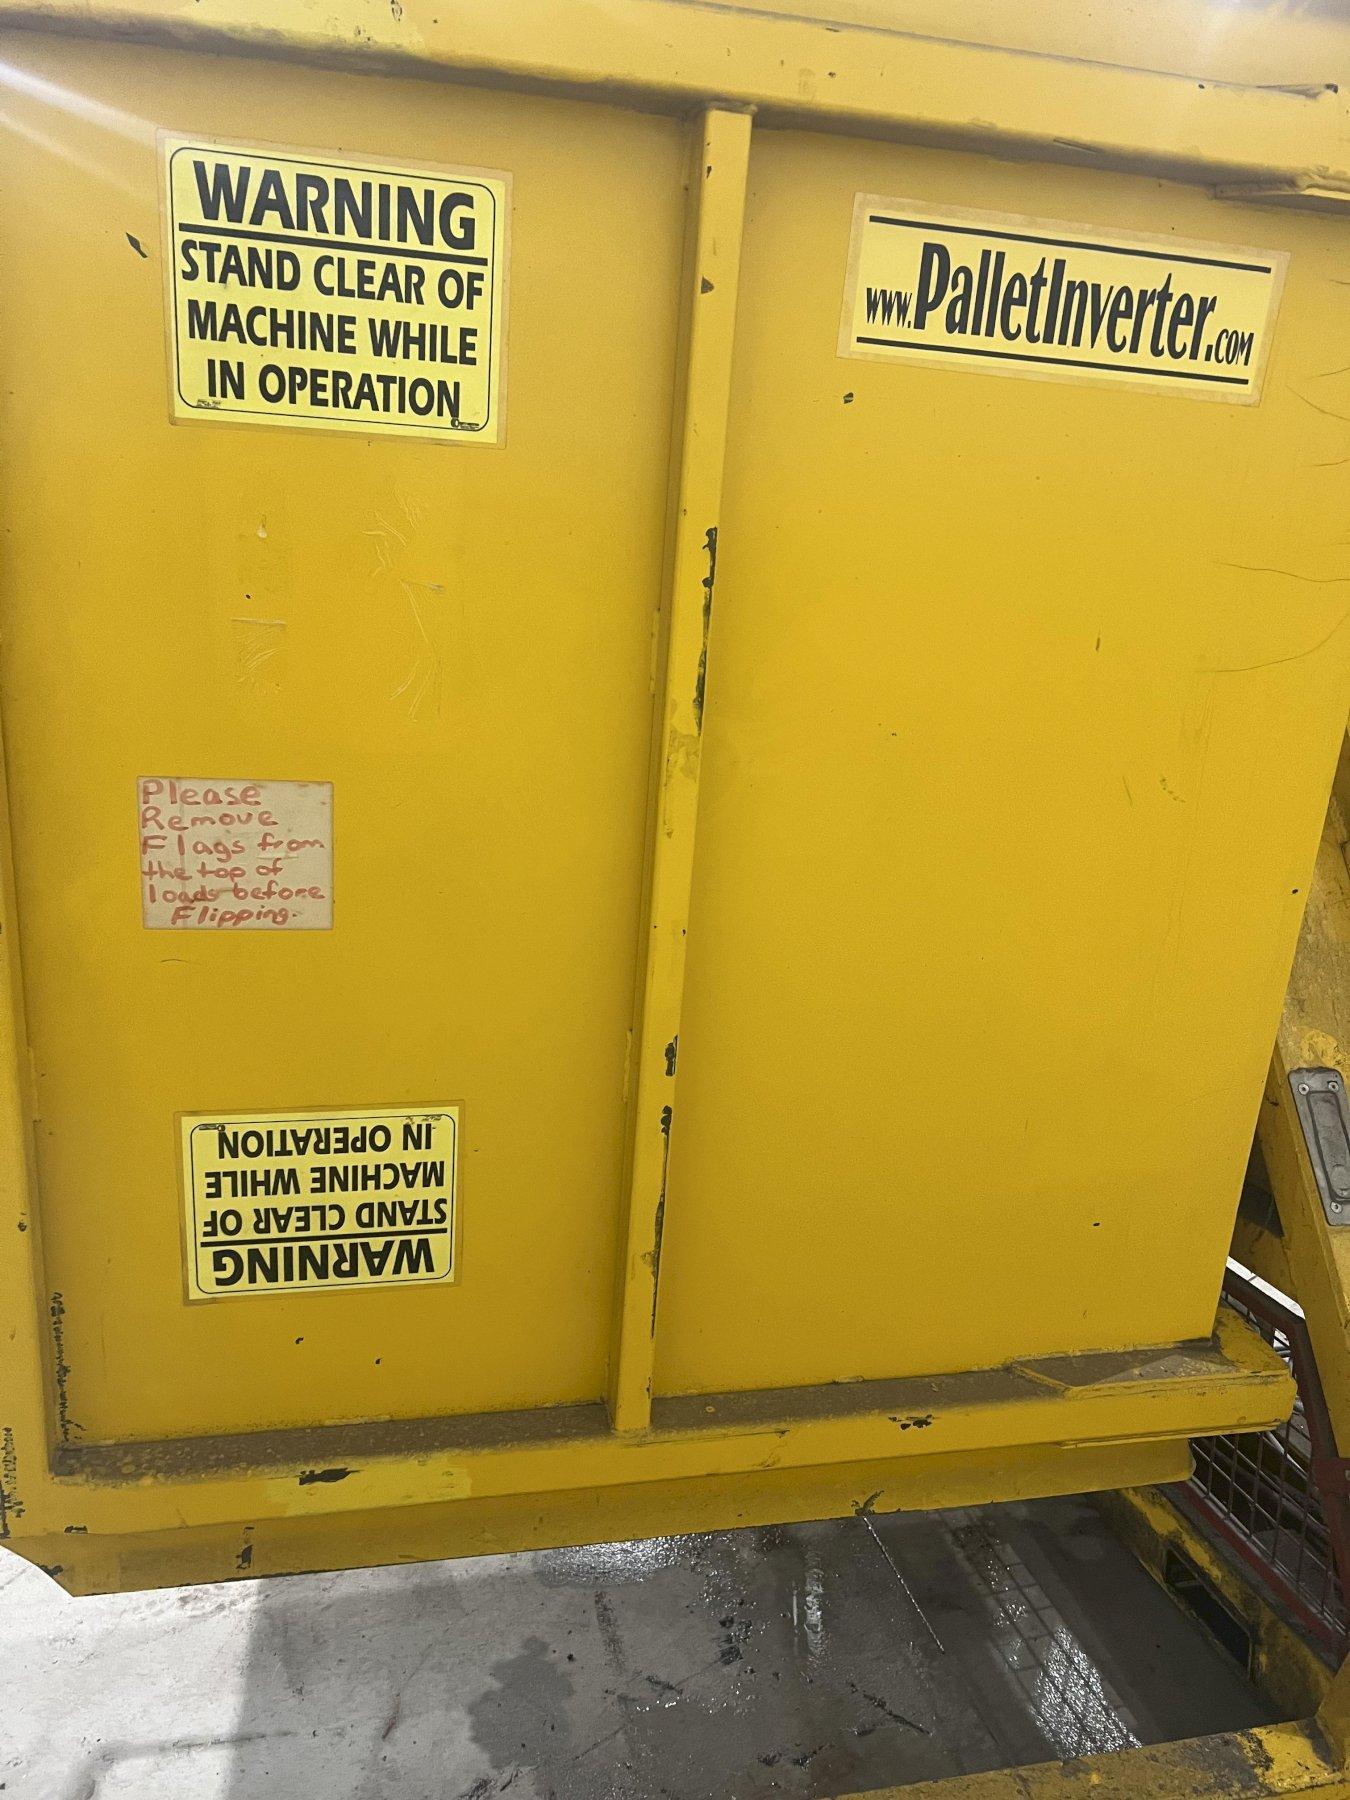 WARNING
STAND CLEAR OF
MACHINE WHILE
IN OPERATION
www.PalletInverter.com
Please
Remove
Flags from
the top of
loads before
Flipping.
WARNING
STAND CLEAR OF
MACHINE WHILE
IN OPERATION